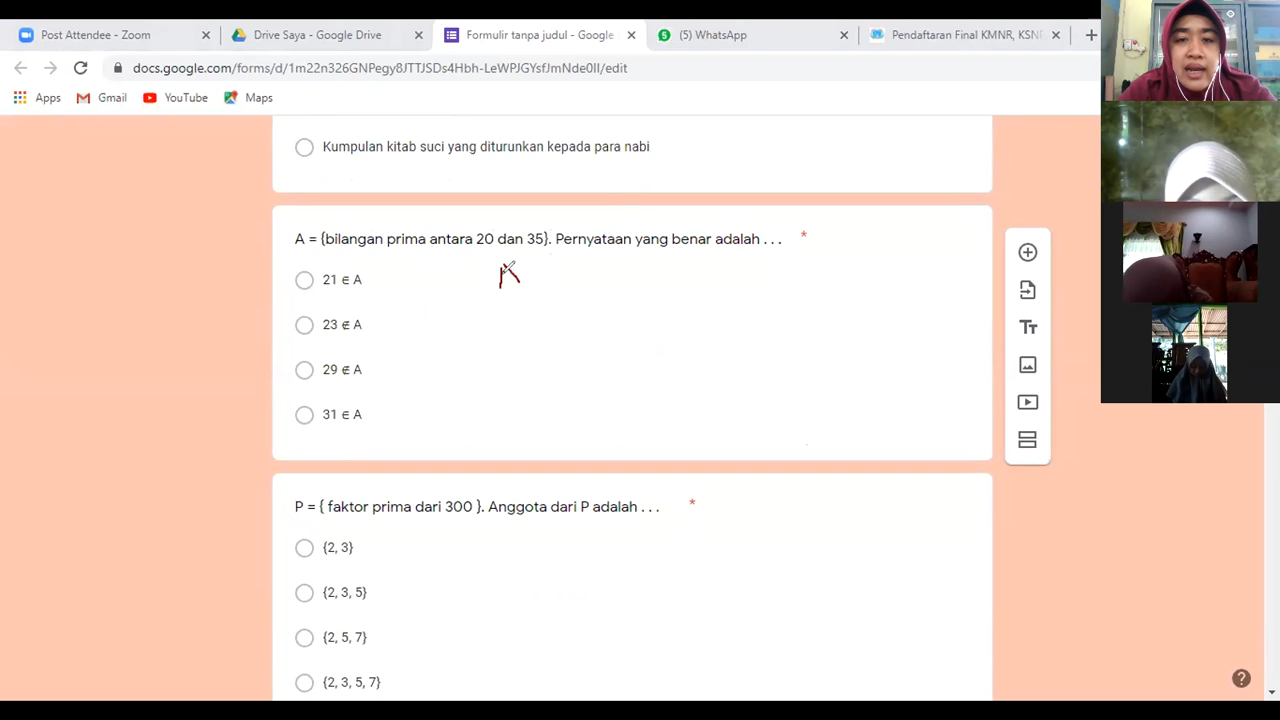 Post Attendee - Zoom
Drive Saya - Google Drive
Formulir tanpa judul - Google
(5) WhatsApp
Pendaftaran Final KMNR, KSNR
docs.google.com/forms/d/1m22n326GNPegy8JTTJSDs4Hbh-LeWPJGYsfJmNde0lI/edit
Apps
Gmail
YouTube
Maps
Kumpulan kitab suci yang diturunkan kepada para nabi
A = {bilangan prima antara 20 dan 35}. Pernyataan yang benar adalah . . . *
21 ∈ A
23 ∉ A
29 ∉ A
31 ∈ A
P = { faktor prima dari 300 }. Anggota dari P adalah . . . *
{2, 3}
{2, 3, 5}
{2, 5, 7}
{2, 3, 5, 7}